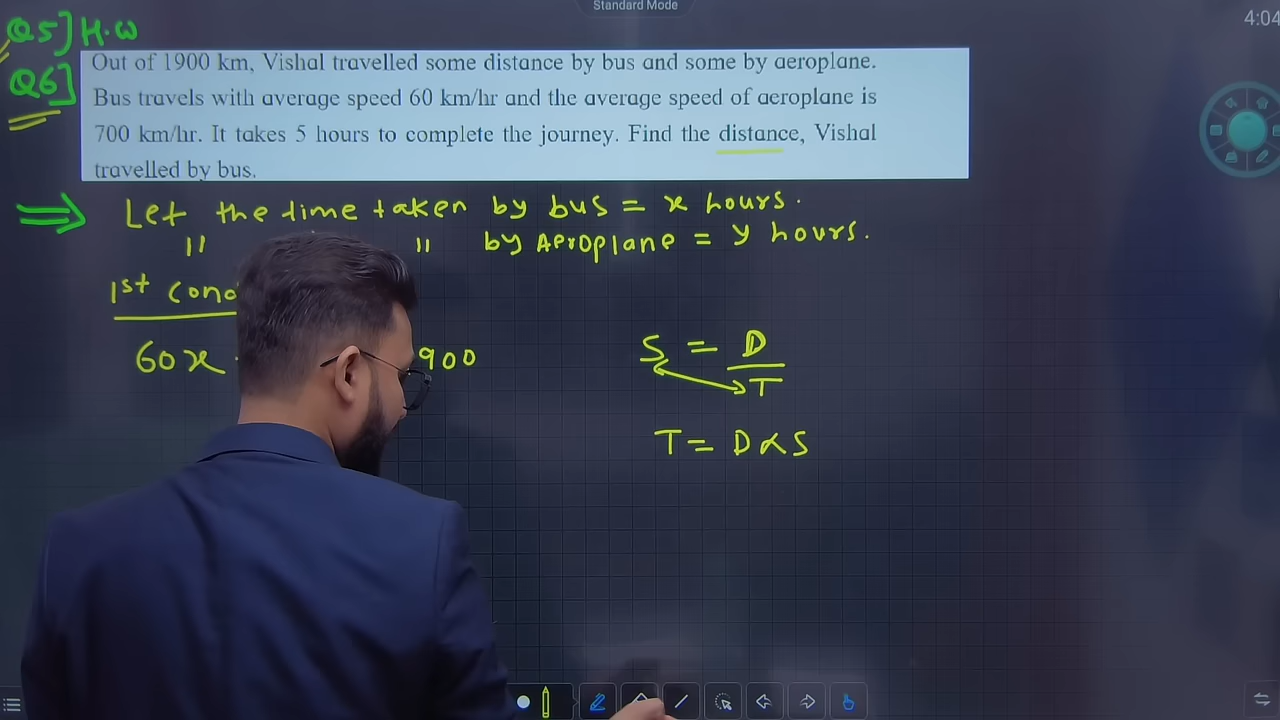 Standard Mode
4:04
Q5] H.W
Q6]
Out of 1900 km, Vishal travelled some distance by bus and some by aeroplane.
Bus travels with average speed 60 km/hr and the average speed of aeroplane is
700 km/hr. It takes 5 hours to complete the journey. Find the distance, Vishal
travelled by bus.
⇒ Let the time taken by bus = x hours.
" " by Aeroplane = y hours.
1st Cond
60x 900
S = D/T
T = D × S